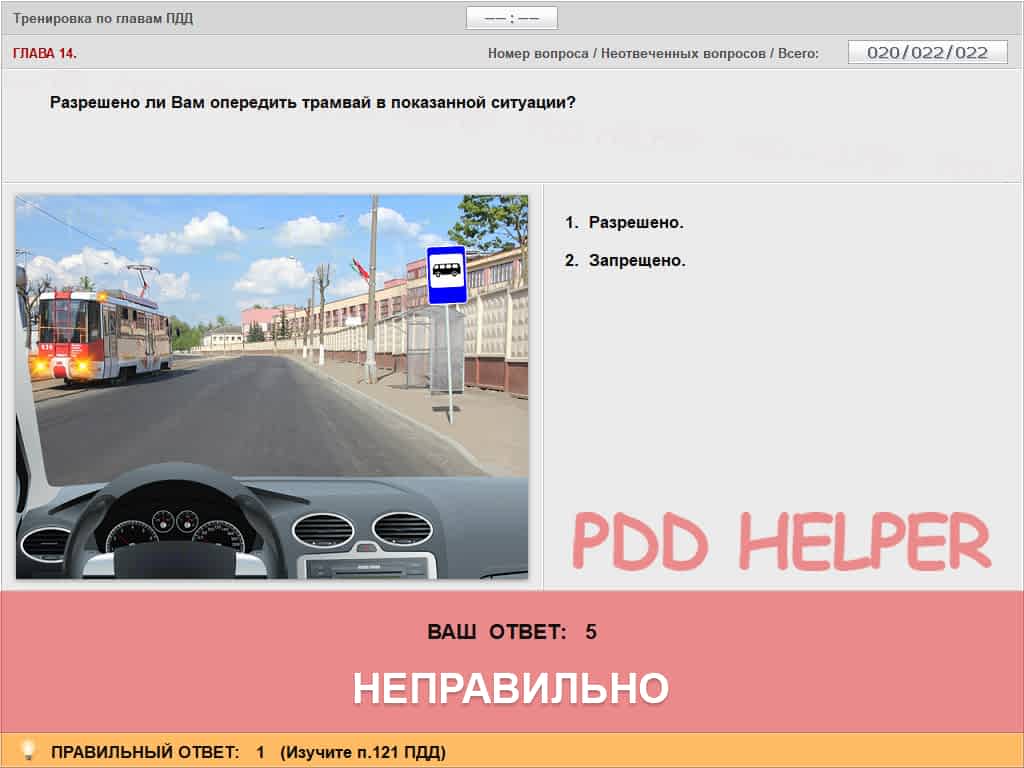 Тренировка по главам ПДД
—— : ——
ГЛАВА 14.
Номер вопроса / Неотвеченных вопросов / Всего:
020/022/022
Разрешено ли Вам опередить трамвай в показанной ситуации?
1. Разрешено.
2. Запрещено.
PDD HELPER
ВАШ ОТВЕТ: 5
НЕПРАВИЛЬНО
ПРАВИЛЬНЫЙ ОТВЕТ: 1 (Изучите п.121 ПДД)